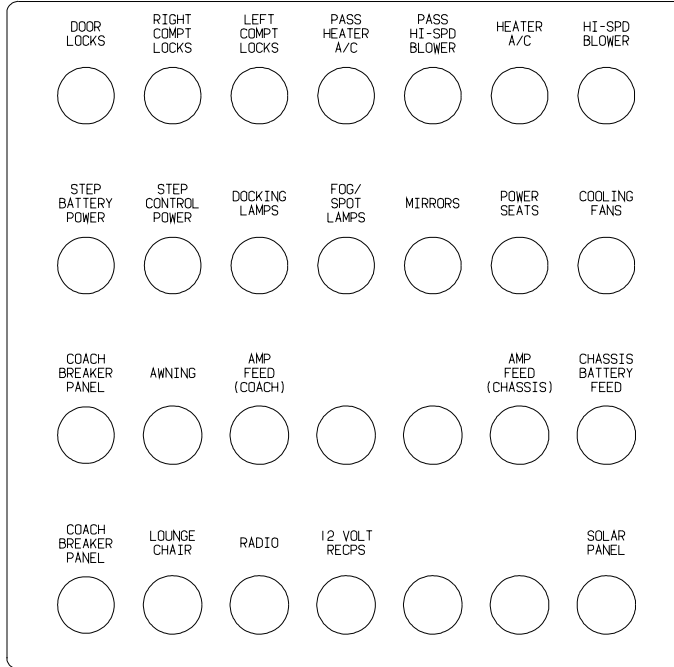 DOOR
LOCKS
RIGHT
COMPT
LOCKS
LEFT
COMPT
LOCKS
PASS
HEATER
A/C
PASS
HI-SPD
BLOWER
HEATER
A/C
HI-SPD
BLOWER
STEP
BATTERY
POWER
STEP
CONTROL
POWER
DOCKING
LAMPS
FOG/
SPOT
LAMPS
MIRRORS
POWER
SEATS
COOLING
FANS
COACH
BREAKER
PANEL
AWNING
AMP
FEED
(COACH)
AMP
FEED
(CHASSIS)
CHASSIS
BATTERY
FEED
COACH
BREAKER
PANEL
LOUNGE
CHAIR
RADIO
12 VOLT
RECPS
SOLAR
PANEL